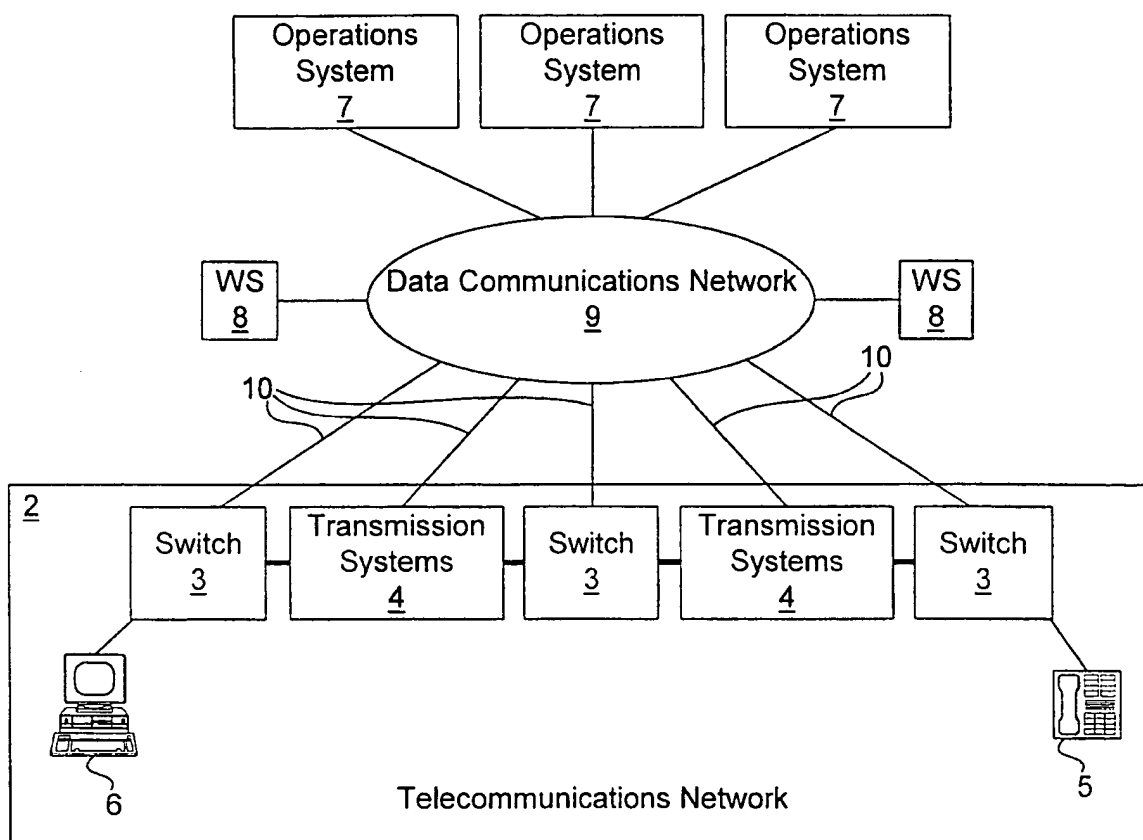 Operations System 7
Operations System 7
Operations System 7
WS 8
Data Communications Network 9
WS 8
10
10
10
2
Switch 3
Transmission Systems 4
Switch 3
Transmission Systems 4
Switch 3
6
5
Telecommunications Network